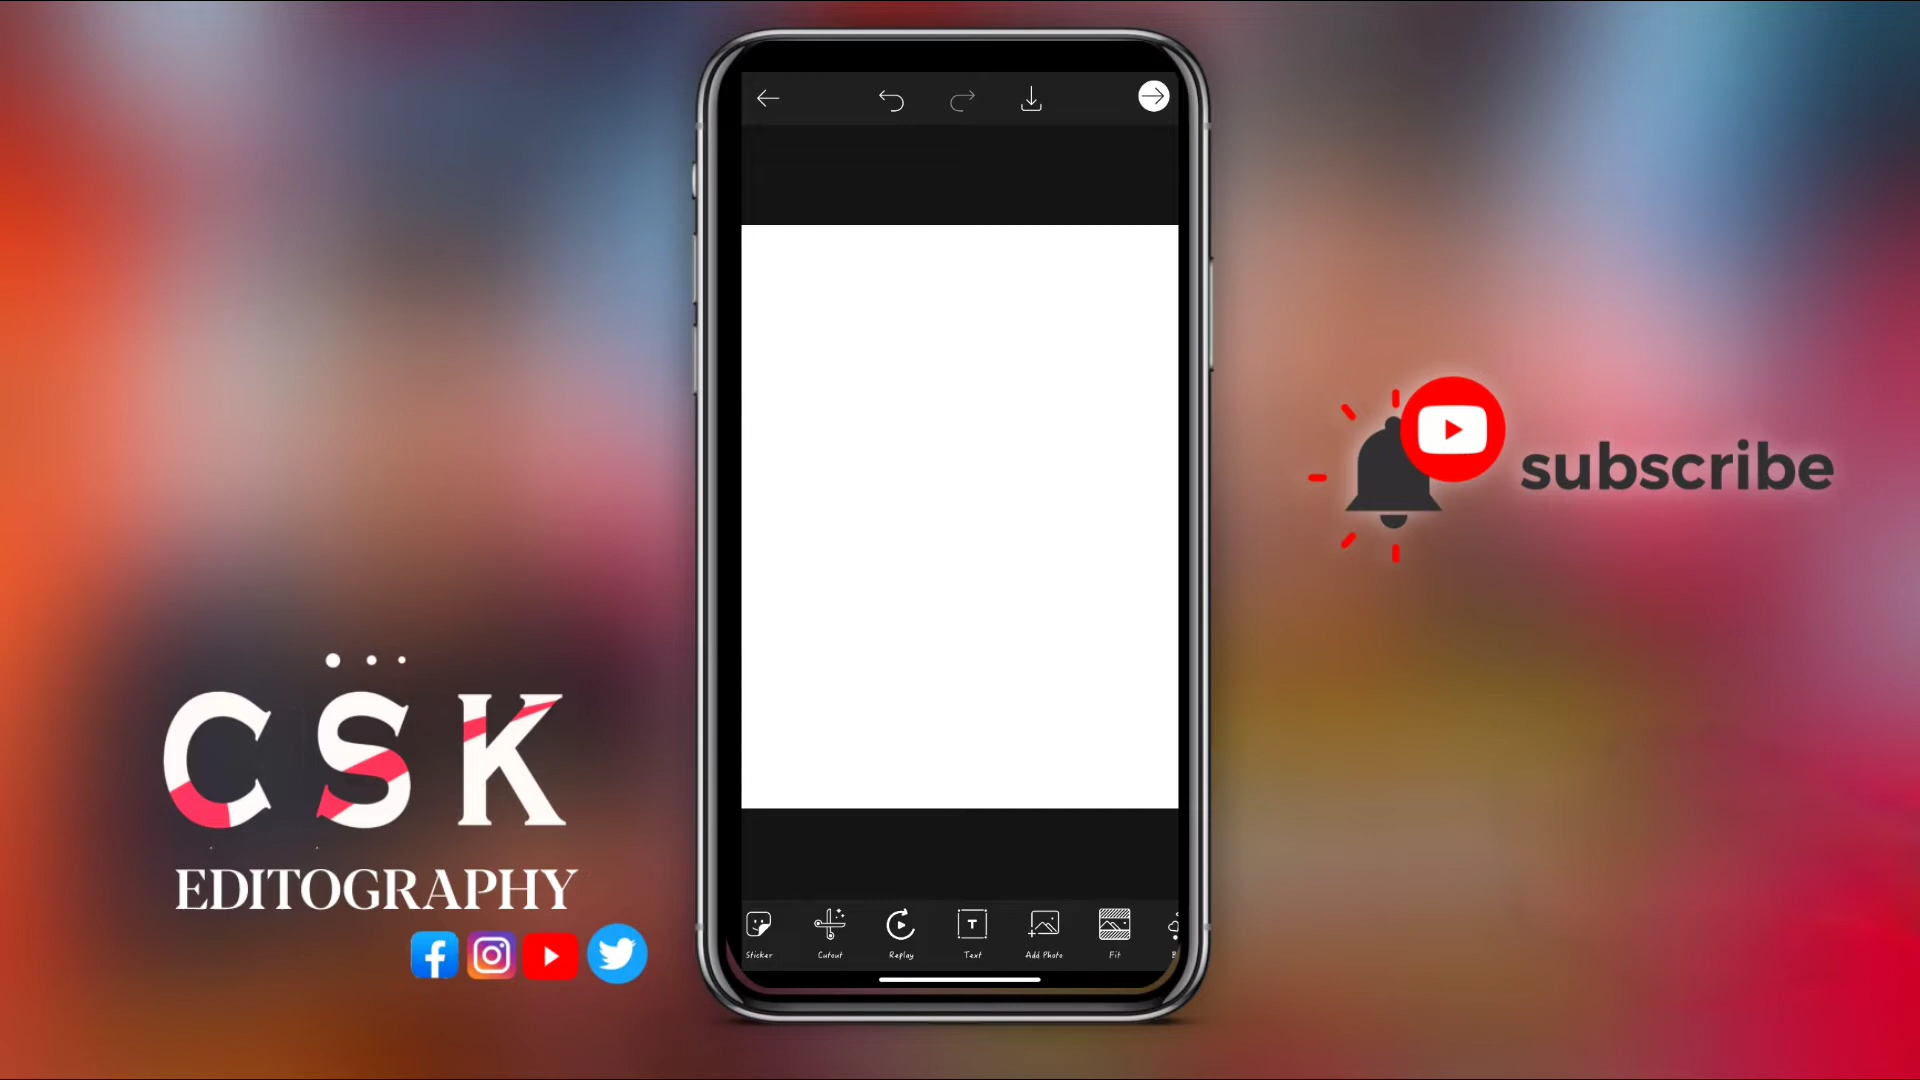 subscribe
CSK
EDITOGRAPHY
Sticker Cutout Replay Text Add Photo Fit